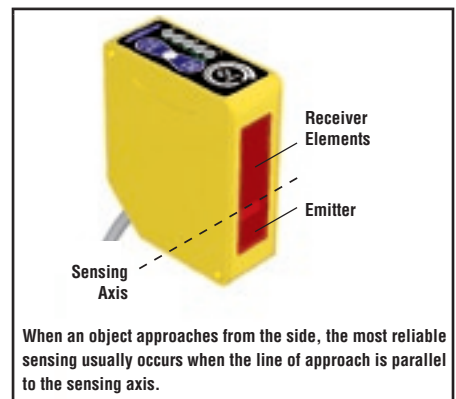 Receiver
Elements
Emitter
Sensing
Axis
When an object approaches from the side, the most reliable
sensing usually occurs when the line of approach is parallel
to the sensing axis.